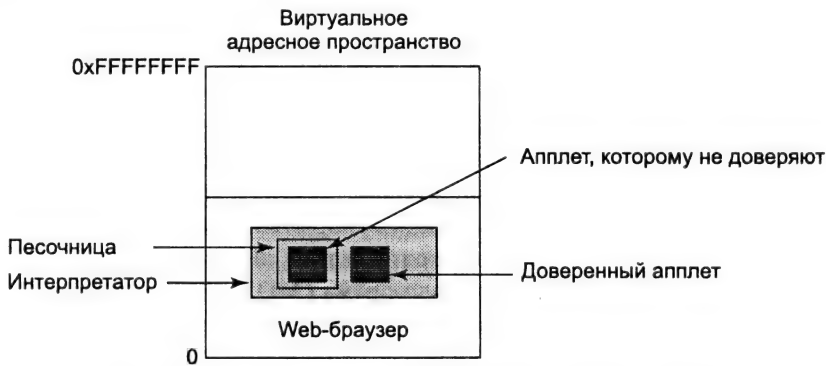 Виртуальное
адресное пространство
0xFFFFFFFF
Апплет, которому не доверяют
Песочница
Интерпретатор
Доверенный апплет
Web-браузер
0